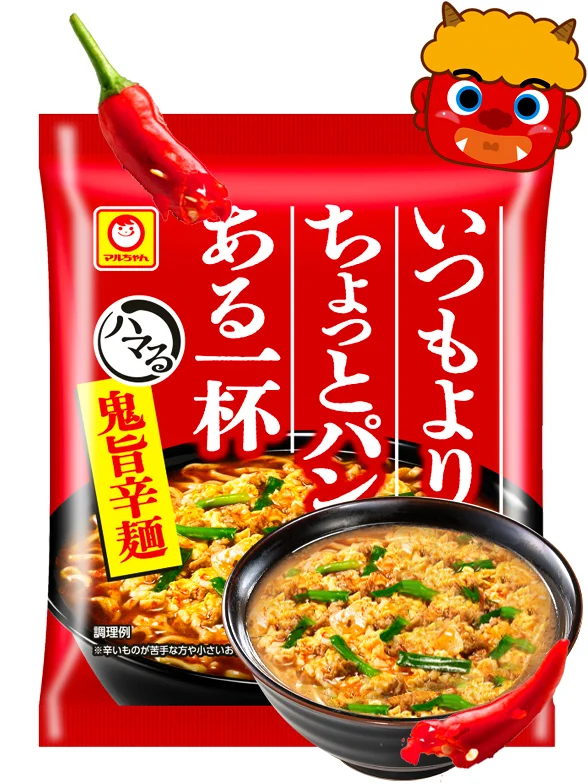 いつもより
ちょっとパン
ある一杯
マルちゃん
ハマる
鬼旨辛麺
調理例
※辛いものが苦手な方や小さいお